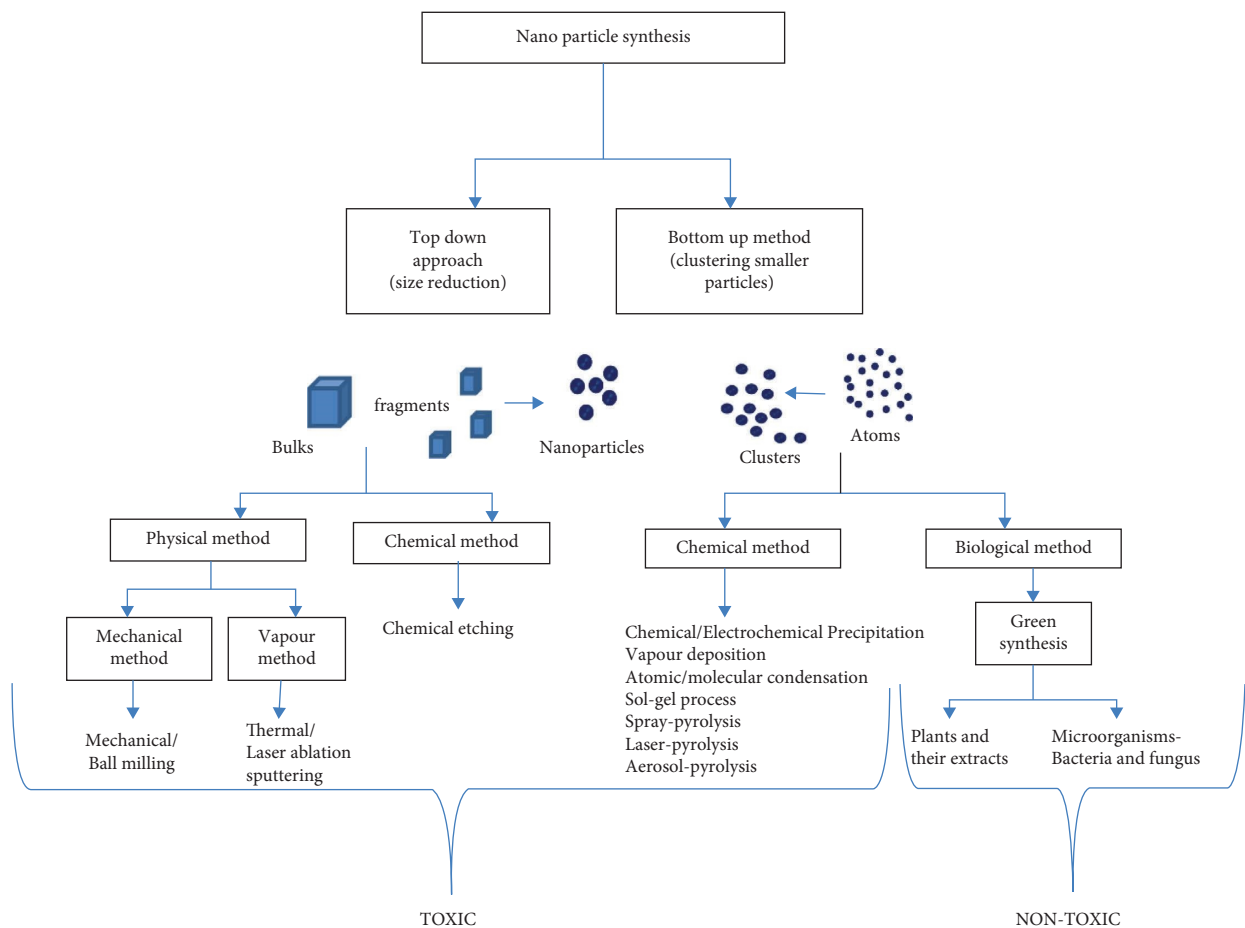 Nano particle synthesis
Top down
approach
(size reduction)
Bottom up method
(clustering smaller
particles)
Bulks
fragments
Nanoparticles
Clusters
Atoms
Physical method
Chemical method
Chemical method
Biological method
Mechanical
method
Vapour
method
Chemical etching
Chemical/Electrochemical Precipitation
Vapour deposition
Atomic/molecular condensation
Sol-gel process
Spray-pyrolysis
Laser-pyrolysis
Aerosol-pyrolysis
Green
synthesis
Mechanical/
Ball milling
Thermal/
Laser ablation
sputtering
Plants and
their extracts
Microorganisms-
Bacteria and fungus
TOXIC
NON-TOXIC